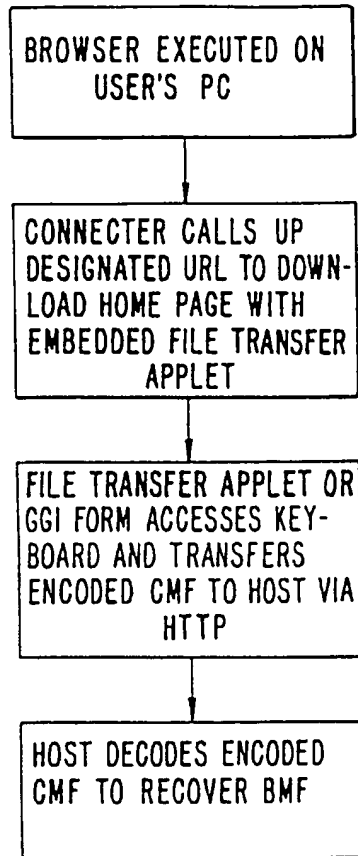 BROWSER EXECUTED ON
USER'S PC
CONNECTER CALLS UP
DESIGNATED URL TO DOWN-
LOAD HOME PAGE WITH
EMBEDDED FILE TRANSFER
APPLET
FILE TRANSFER APPLET OR
GGI FORM ACCESSES KEY-
BOARD AND TRANSFERS
ENCODED CMF TO HOST VIA
HTTP
HOST DECODES ENCODED
CMF TO RECOVER BMF